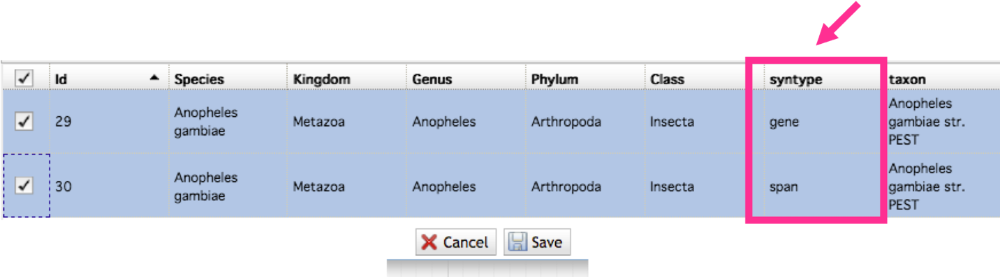 Id Species Kingdom Genus Phylum Class syntype taxon
29 Anopheles gambiae Metazoa Anopheles Arthropoda Insecta gene Anopheles gambiae str. PEST
30 Anopheles gambiae Metazoa Anopheles Arthropoda Insecta span Anopheles gambiae str. PEST
Cancel Save